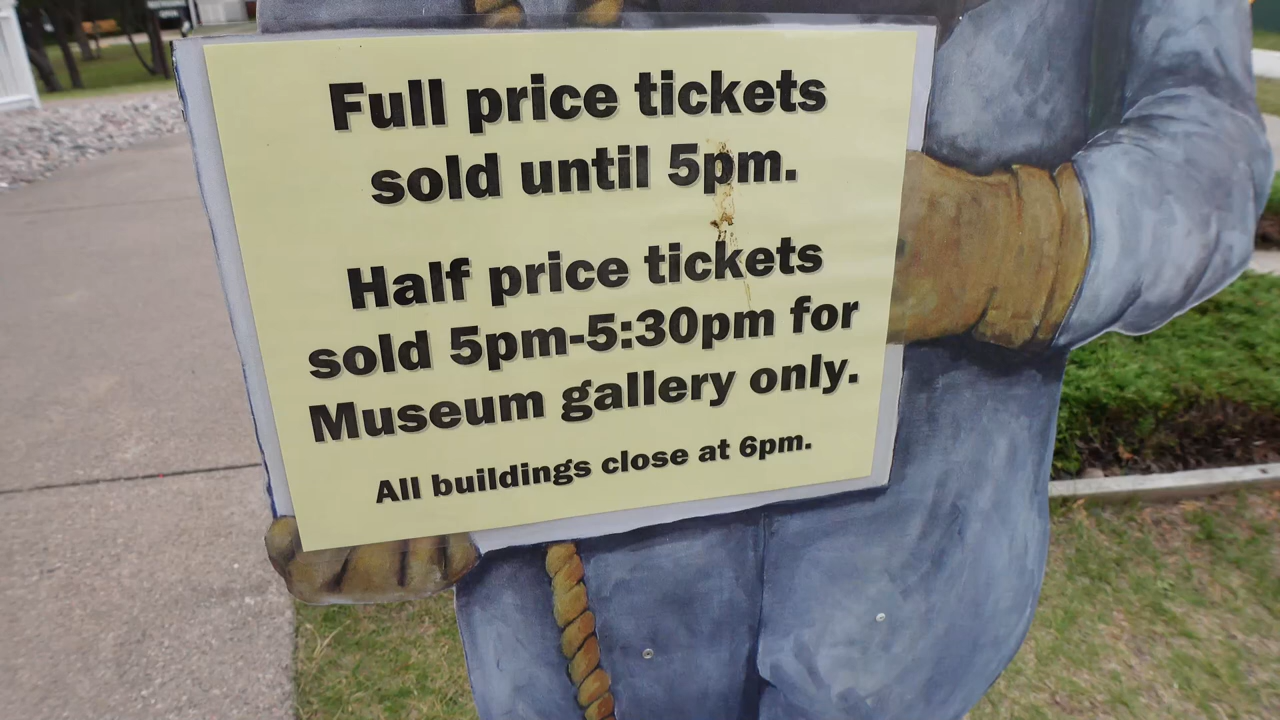 Full price tickets
sold until 5pm.
Half price tickets
sold 5pm-5:30pm for
Museum gallery only.
All buildings close at 6pm.